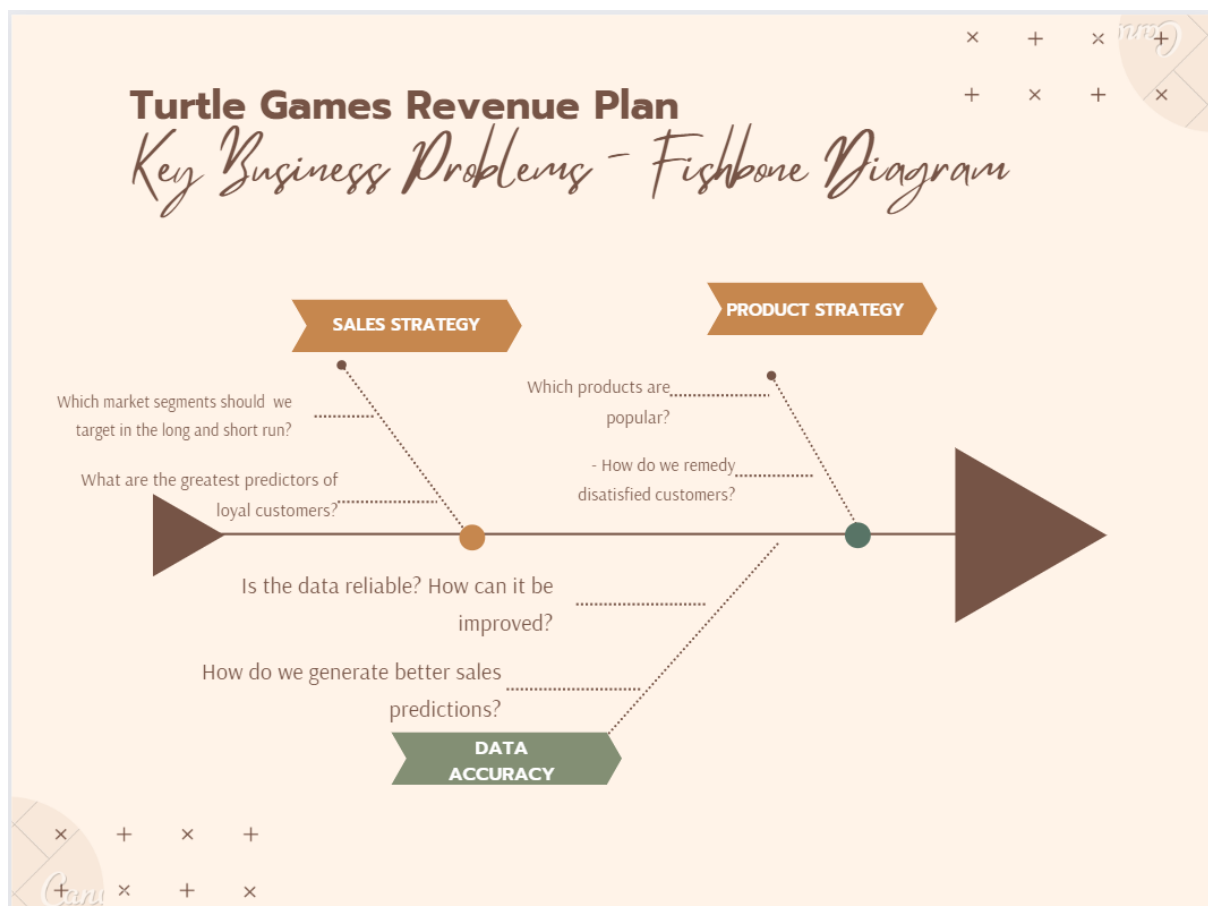 Turtle Games Revenue Plan
Key Business Problems - Fishbone Diagram
SALES STRATEGY
PRODUCT STRATEGY
Which market segments should we
target in the long and short run?
What are the greatest predictors of
loyal customers?
Which products are
popular?
- How do we remedy
disatisfied customers?
Is the data reliable? How can it be
improved?
How do we generate better sales
predictions?
DATA
ACCURACY